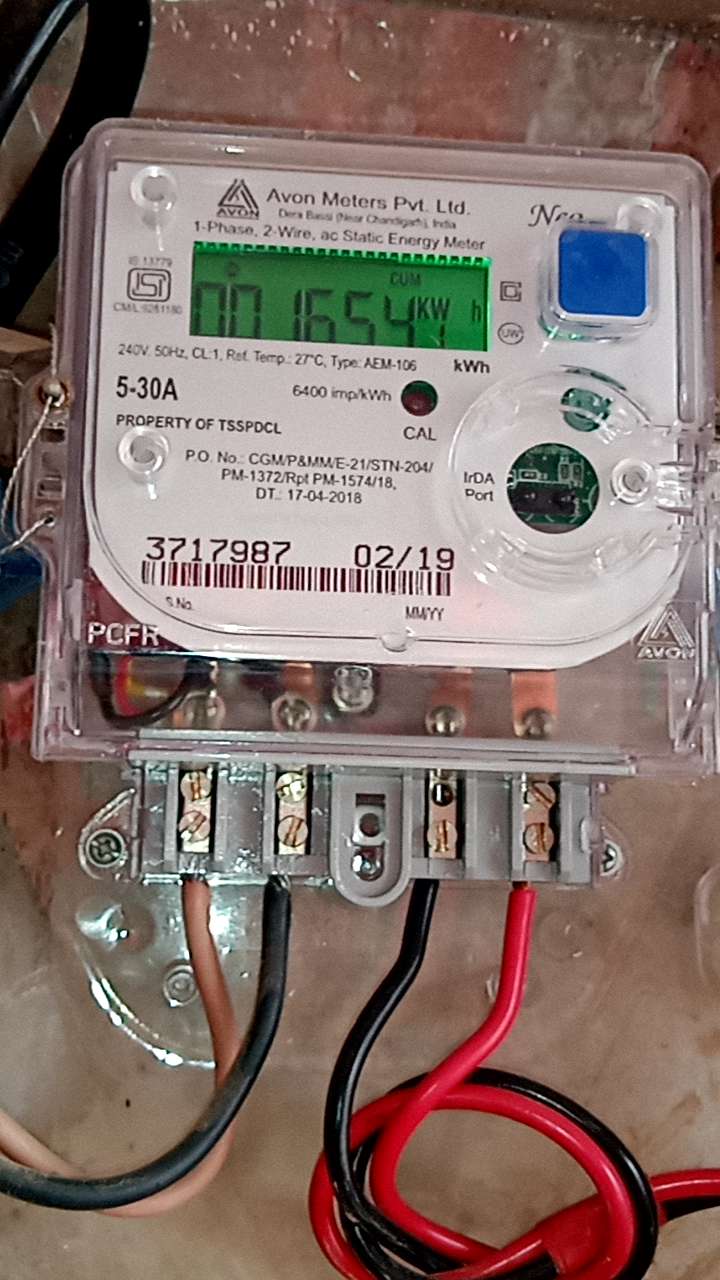 AVON
Avon Meters Pvt. Ltd.
Dera Bassi (Near Chandigarh), India
1-Phase, 2-Wire, ac Static Energy Meter
IS 13779
ISI
CUM
001654
KW h
UW
240V. 50Hz, CL:1, Ref. Temp.: 27°C, Type: AEM-106
kWh
5-30A
6400 imp/kWh
CAL
PROPERTY OF TSSPDCL
P.O. No.: CGM/P&MM/E-21/STN-204/
PM-1372/Rpt PM-1574/18,
DT.: 17-04-2018
IrDA
Port
3717987 02/19
S.No. MM/YY
PCFR
AVON